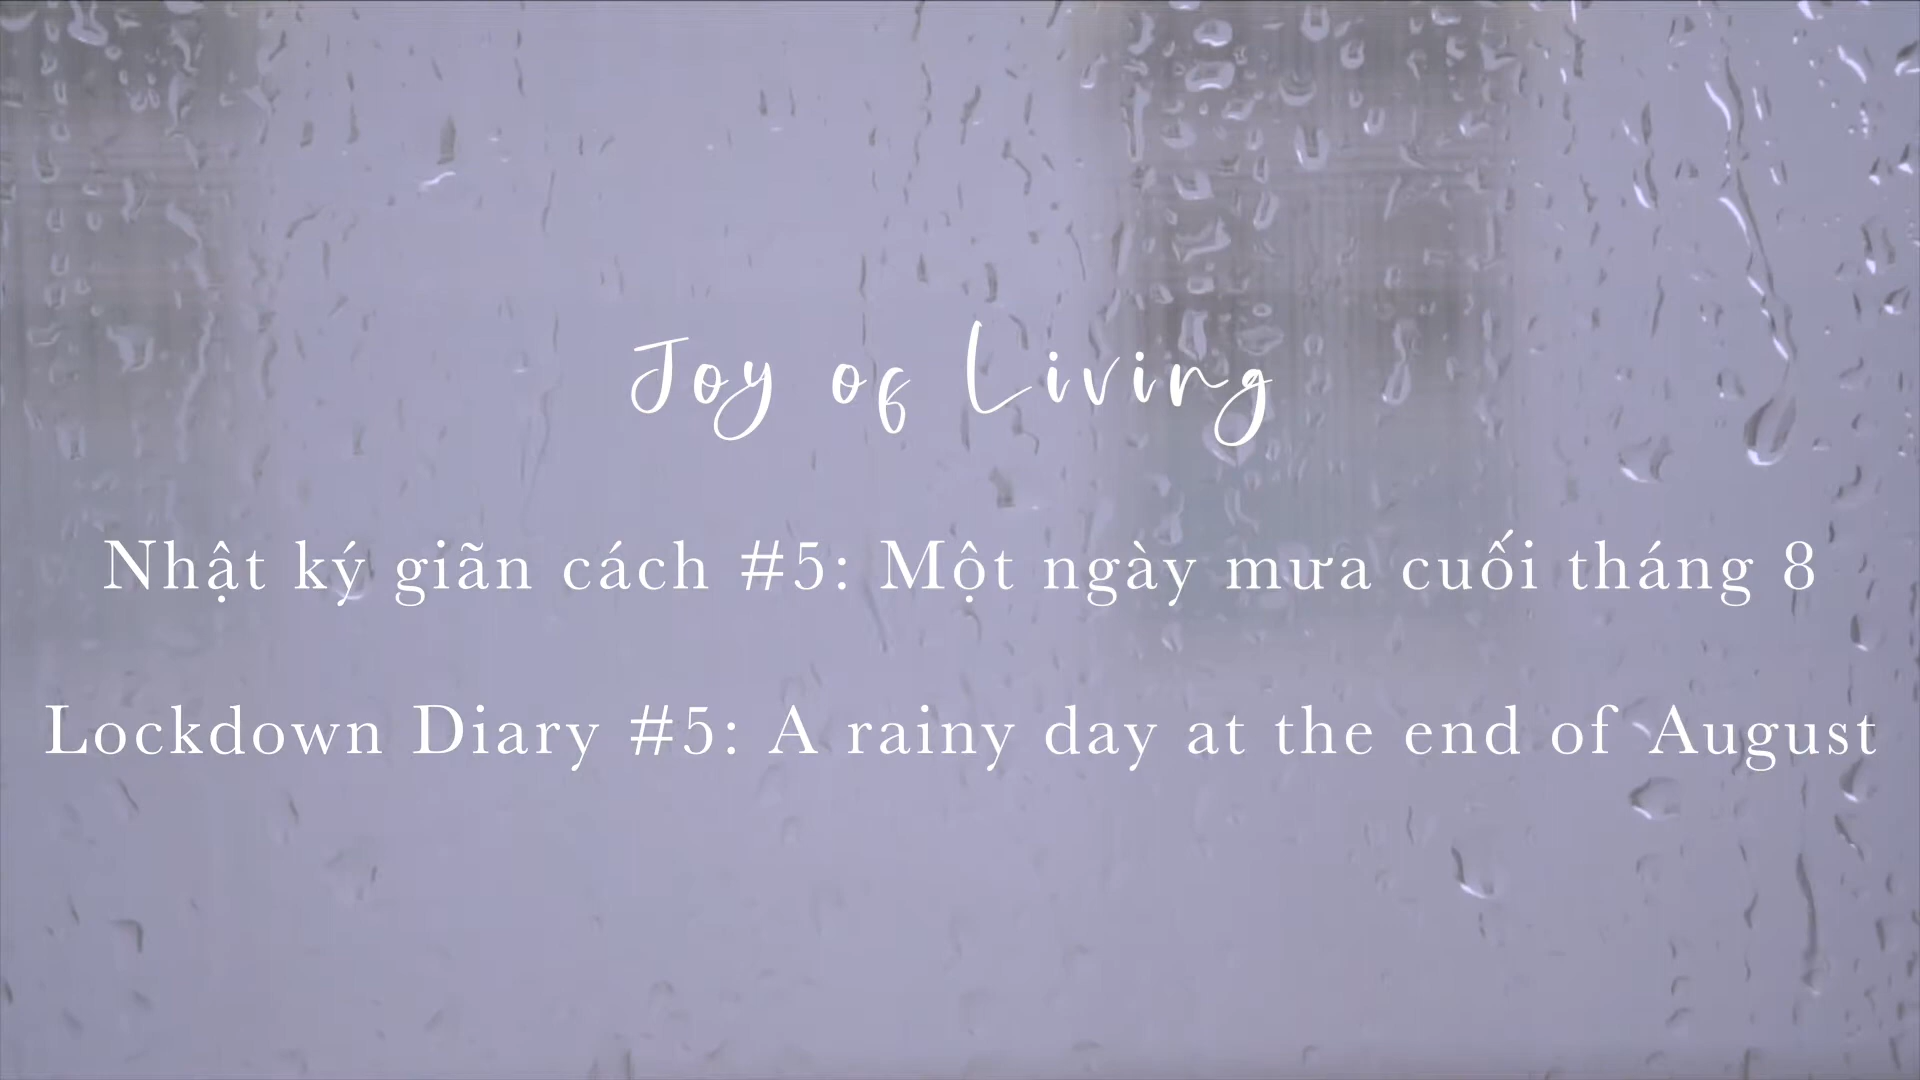 Joy of Living
Nhật ký giãn cách #5: Một ngày mưa cuối tháng 8
Lockdown Diary #5: A rainy day at the end of August